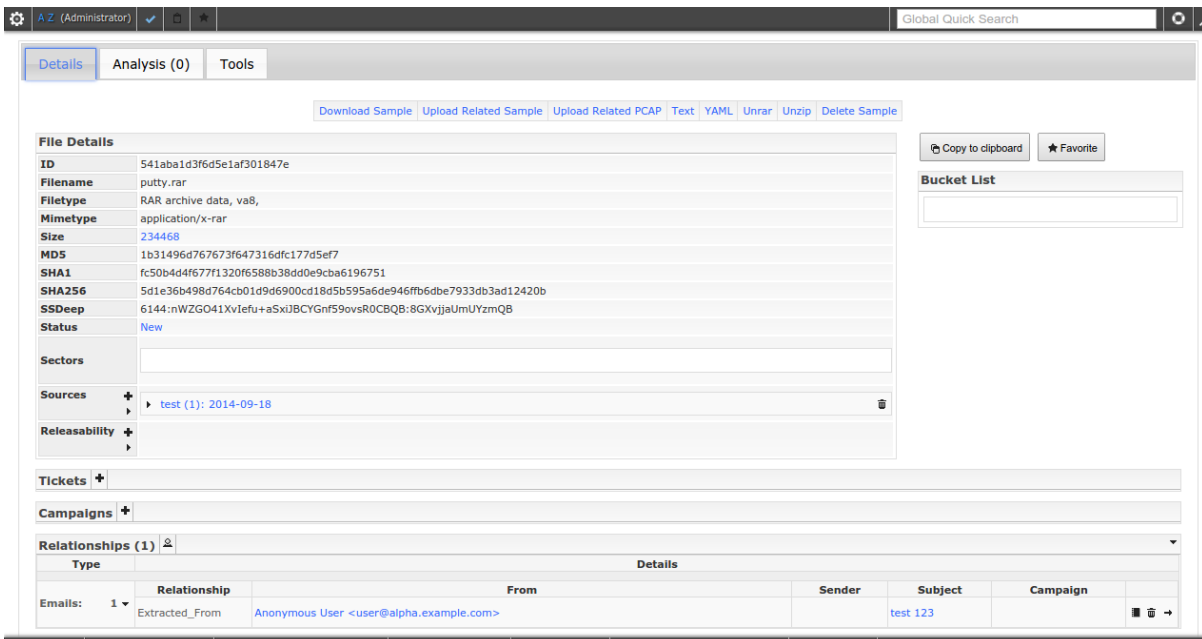 AZ (Administrator) Global Quick Search
Details Analysis (0) Tools
Download Sample Upload Related Sample Upload Related PCAP Text YAML Unrar Unzip Delete Sample
File Details
Copy to clipboard Favorite
ID 541aba1d3f6d5e1af301847e
Filename putty.rar
Bucket List
Filetype RAR archive data, va8,
Mimetype application/x-rar
Size 234468
MD5 1b31496d767673f647316dfc177d5ef7
SHA1 fc50b4d4f677f1320f6588b38dd0e9cba6196751
SHA256 5d1e36b498d764cb01d9d6900cd18d5b595a6de946ffb6dbe7933db3ad12420b
SSDeep 6144:nWZGO41XvIefu+aSxiJBCYGnf59ovsR0CBQB:8GXvjjaUmUYzmQB
Status New
Sectors
Sources test (1): 2014-09-18
Releasability
Tickets
Campaigns
Relationships (1)
Type Details
Relationship From Sender Subject Campaign
Emails: 1 Extracted_From Anonymous User <user@alpha.example.com> test 123